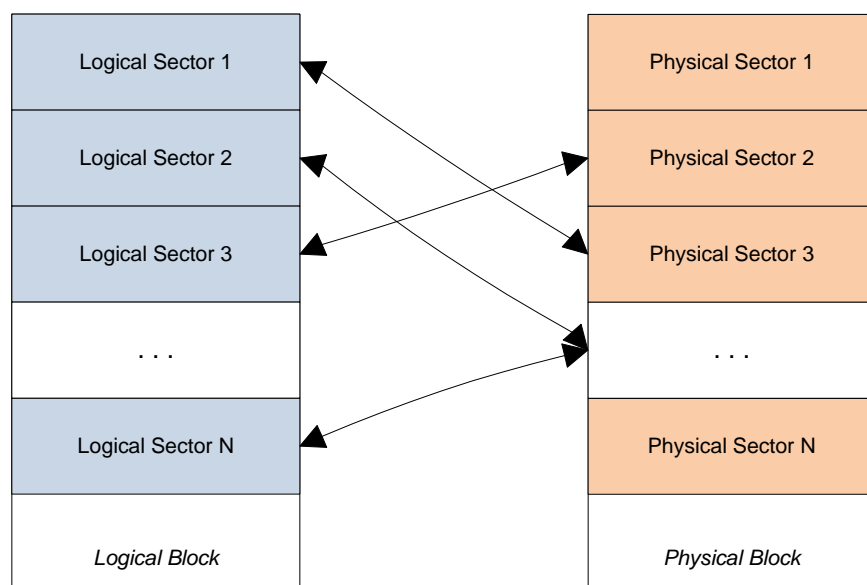 Logical Sector 1
Logical Sector 2
Logical Sector 3
. . .
Logical Sector N
Logical Block
Physical Sector 1
Physical Sector 2
Physical Sector 3
. . .
Physical Sector N
Physical Block